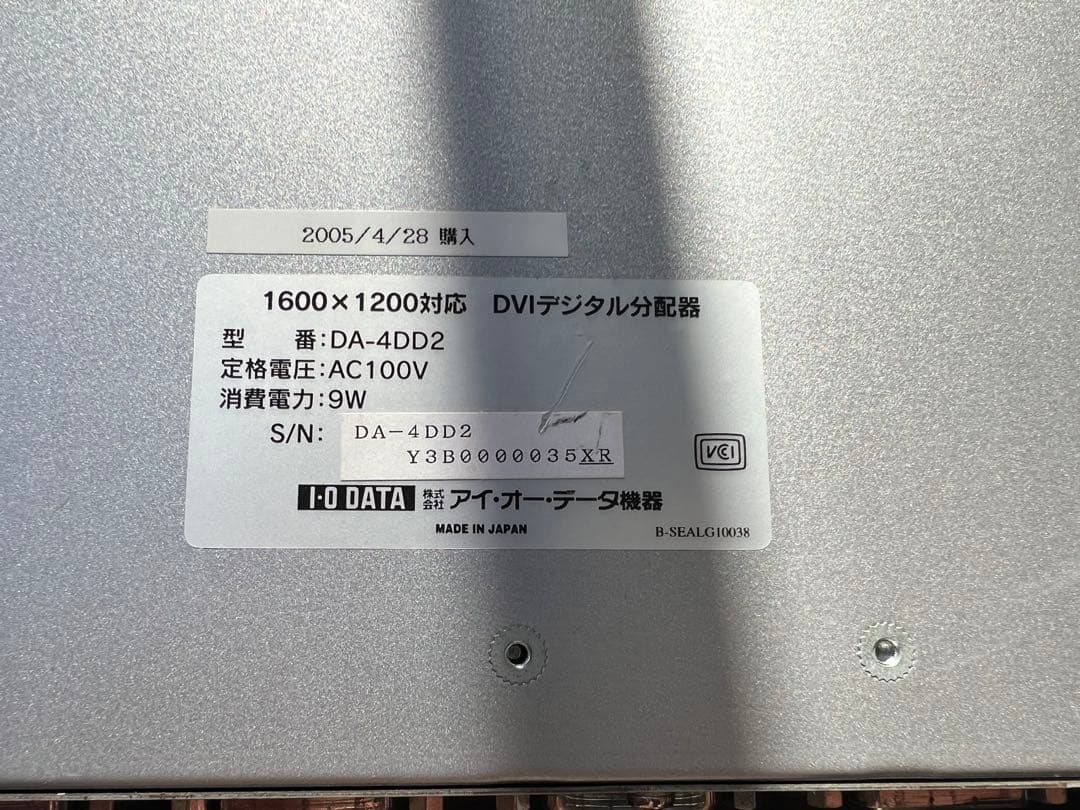 2005/4/28 購入
1600×1200対応 DVIデジタル分配器
型 番:DA-4DD2
定格電圧:AC100V
消費電力:9W
S/N: DA-4DD2
Y3B0000035XR
VCCI
I·O DATA 株式会社 アイ・オー・データ機器
MADE IN JAPAN
B-SEALG10038